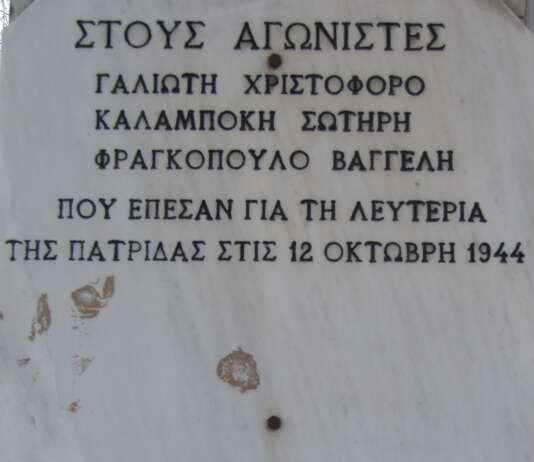 ΣΤΟΥΣ ΑΓΩΝΙΣΤΕΣ
ΓΑΛΙΩΤΗ ΧΡΙΣΤΟΦΟΡΟ
ΚΑΛΑΜΠΟΚΗ ΣΩΤΗΡΗ
ΦΡΑΓΚΟΠΟΥΛΟ ΒΑΓΓΕΛΗ
ΠΟΥ ΕΠΕΣΑΝ ΓΙΑ ΤΗ ΛΕΥΤΕΡΙΑ
ΤΗΣ ΠΑΤΡΙΔΑΣ ΣΤΙΣ 12 ΟΚΤΩΒΡΗ 1944